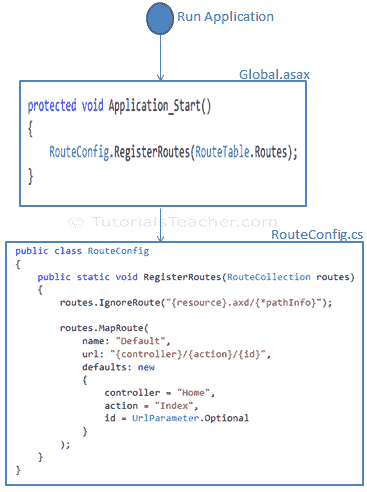 Run Application
Global.asax
protected void Application_Start()
{
    RouteConfig.RegisterRoutes(RouteTable.Routes);
}
© TutorialsTeacher.com
RouteConfig.cs
public class RouteConfig
{
    public static void RegisterRoutes(RouteCollection routes)
    {
        routes.IgnoreRoute("{resource}.axd/{*pathInfo}");
        routes.MapRoute(
            name: "Default",
            url: "{controller}/{action}/{id}",
            defaults: new
            {
                controller = "Home",
                action = "Index",
                id = UrlParameter.Optional
            }
        );
    }
}